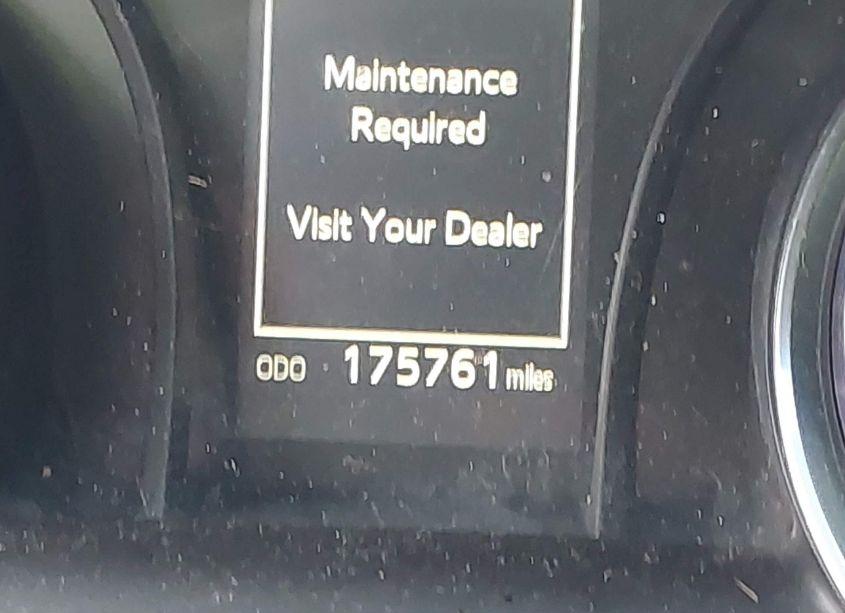 Maintenance
Required
Visit Your Dealer
ODO 175761 miles